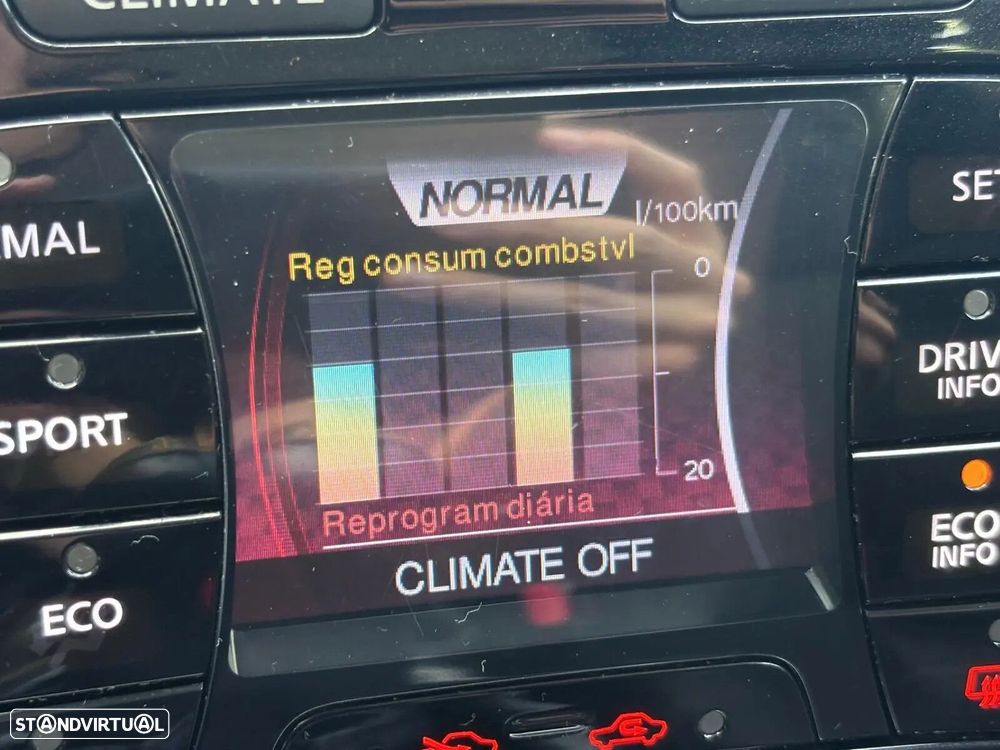 CLIMATE
NORMAL
l/100km
Reg consum combstvl
0
20
Reprogram diária
CLIMATE OFF
MAL
SPORT
ECO
SET
DRIV
INFO
ECO
INFO
STANDVIRTUAL